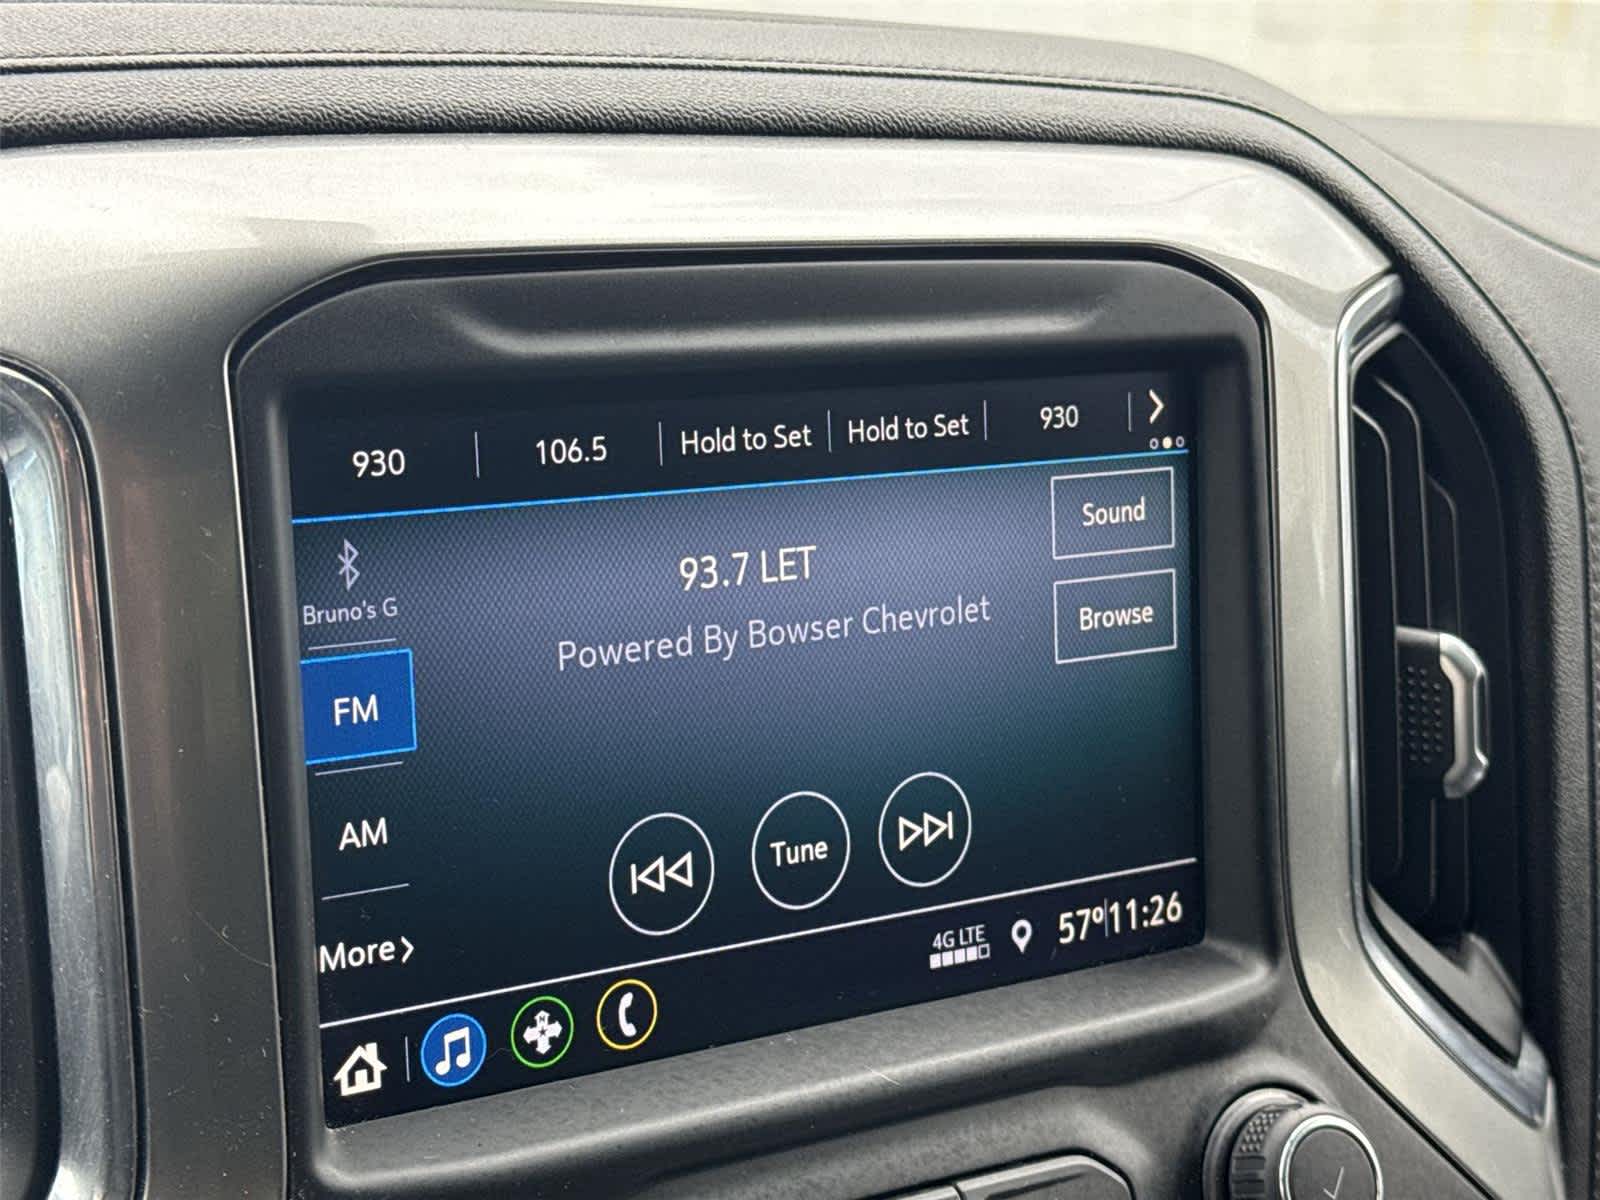 930 106.5 Hold to Set Hold to Set 930
Bruno's G
93.7 LET
Powered By Bowser Chevrolet
Sound
Browse
FM
AM
More
Tune
4G LTE
57° 11:26
N